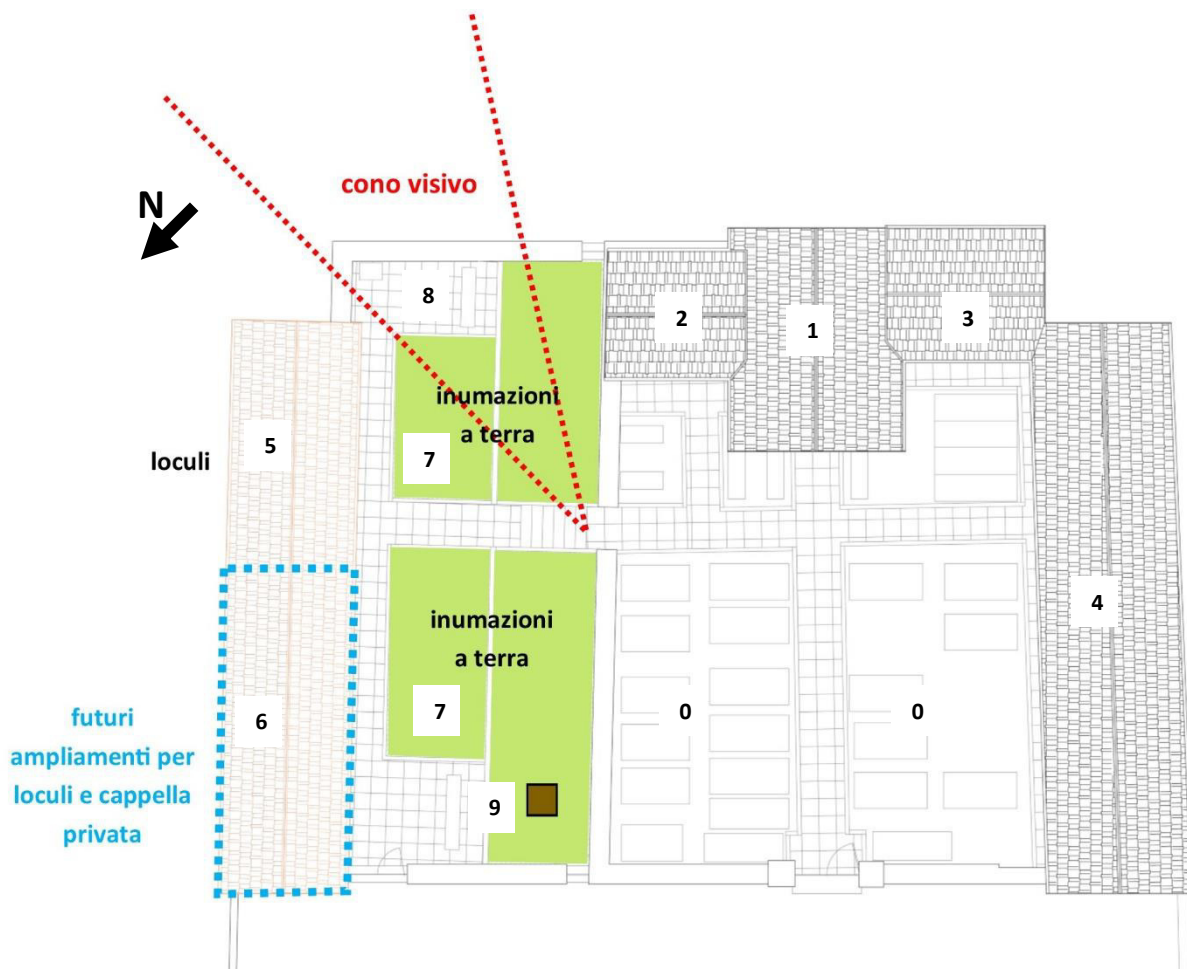 cono visivo
N
8
2
1
3
inumazioni
a terra
5
7
loculi
4
inumazioni
a terra
6
7
0
0
futuri
ampliamenti per
loculi e cappella
privata
9